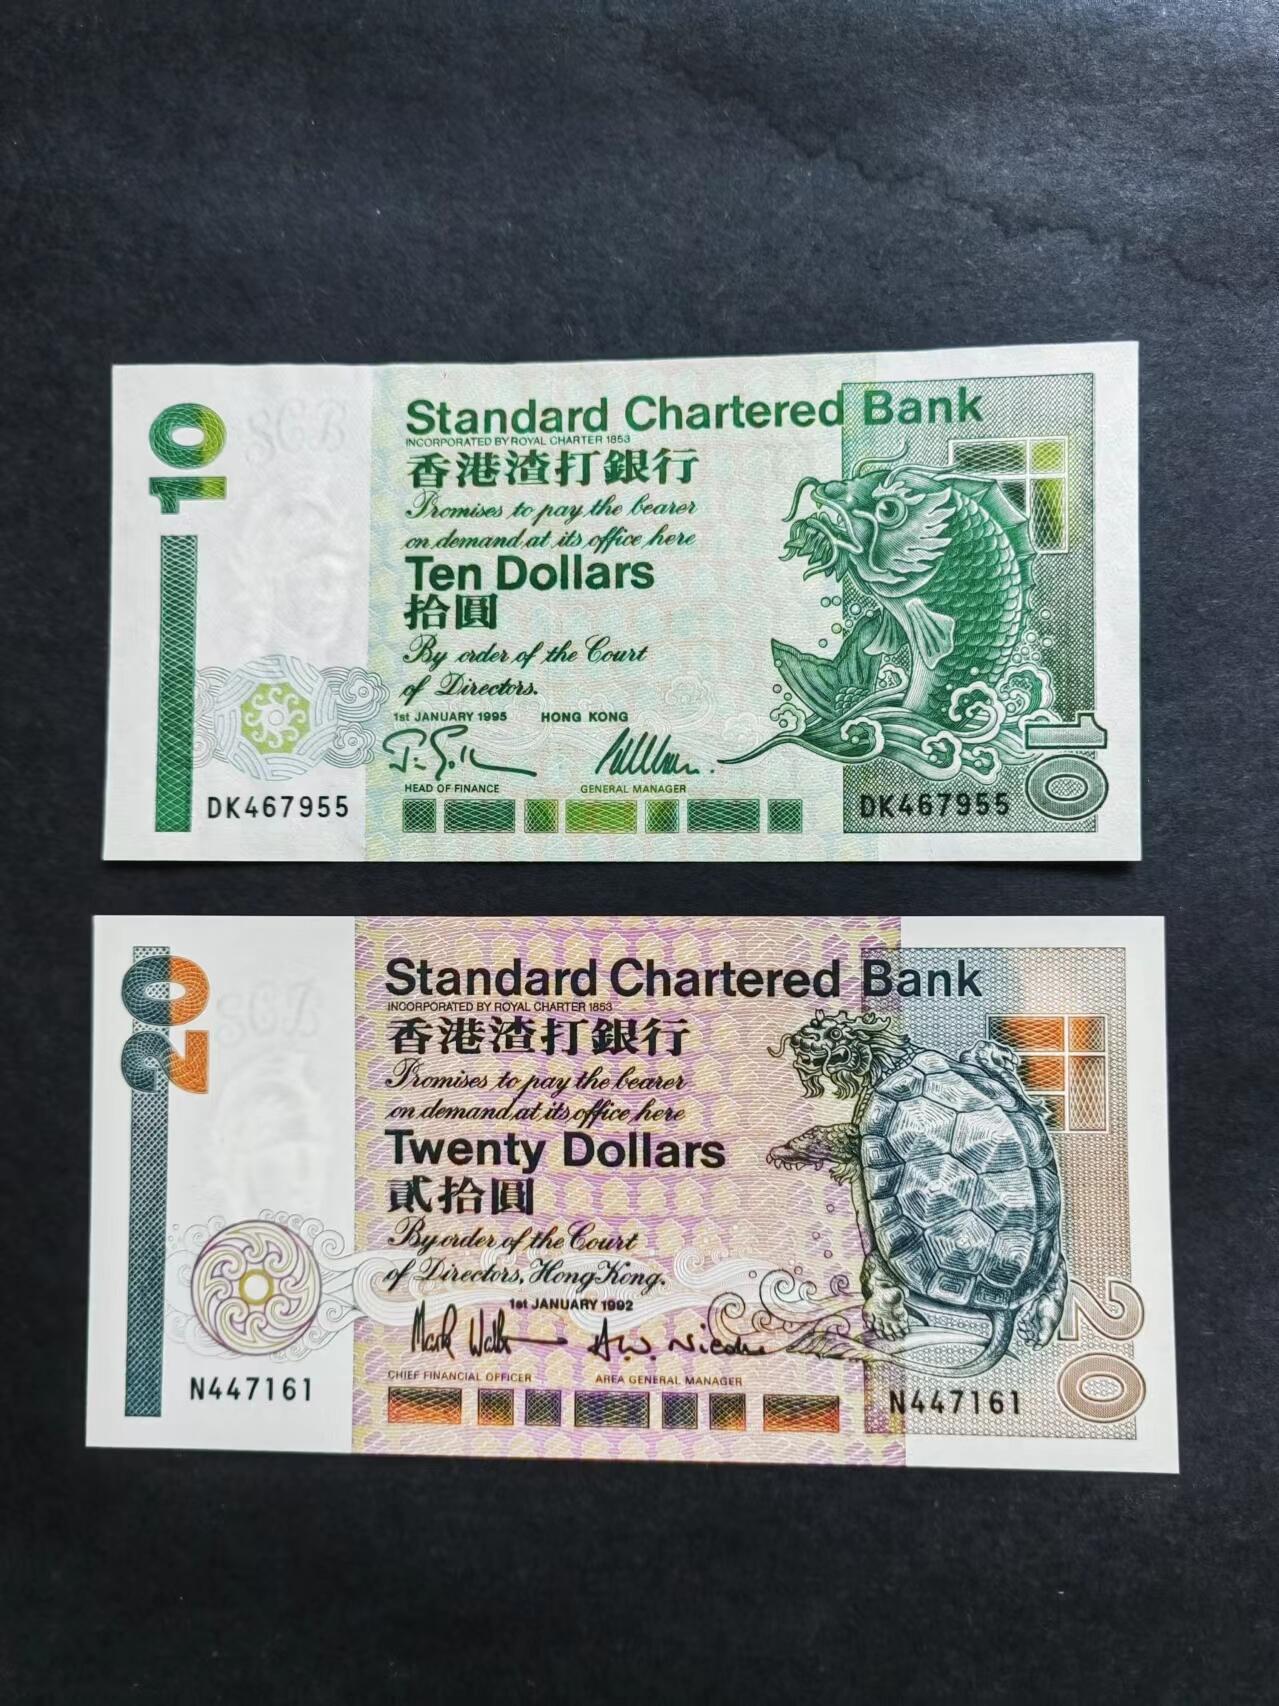 10
SCB
Standard Chartered Bank
INCORPORATED BY ROYAL CHARTER 1853
香港渣打銀行
Promises to pay the bearer
on demand at its office here
Ten Dollars
拾圓
By order of the Court
of Directors.
1st JANUARY 1995 HONG KONG
HEAD OF FINANCE GENERAL MANAGER
DK467955 DK467955
10
20
SCB
Standard Chartered Bank
INCORPORATED BY ROYAL CHARTER 1853
香港渣打銀行
Promises to pay the bearer
on demand at its office here
Twenty Dollars
貳拾圓
By order of the Court
of Directors, Hong Kong.
1st JANUARY 1992
CHIEF FINANCIAL OFFICER AREA GENERAL MANAGER
N447161 N447161
20